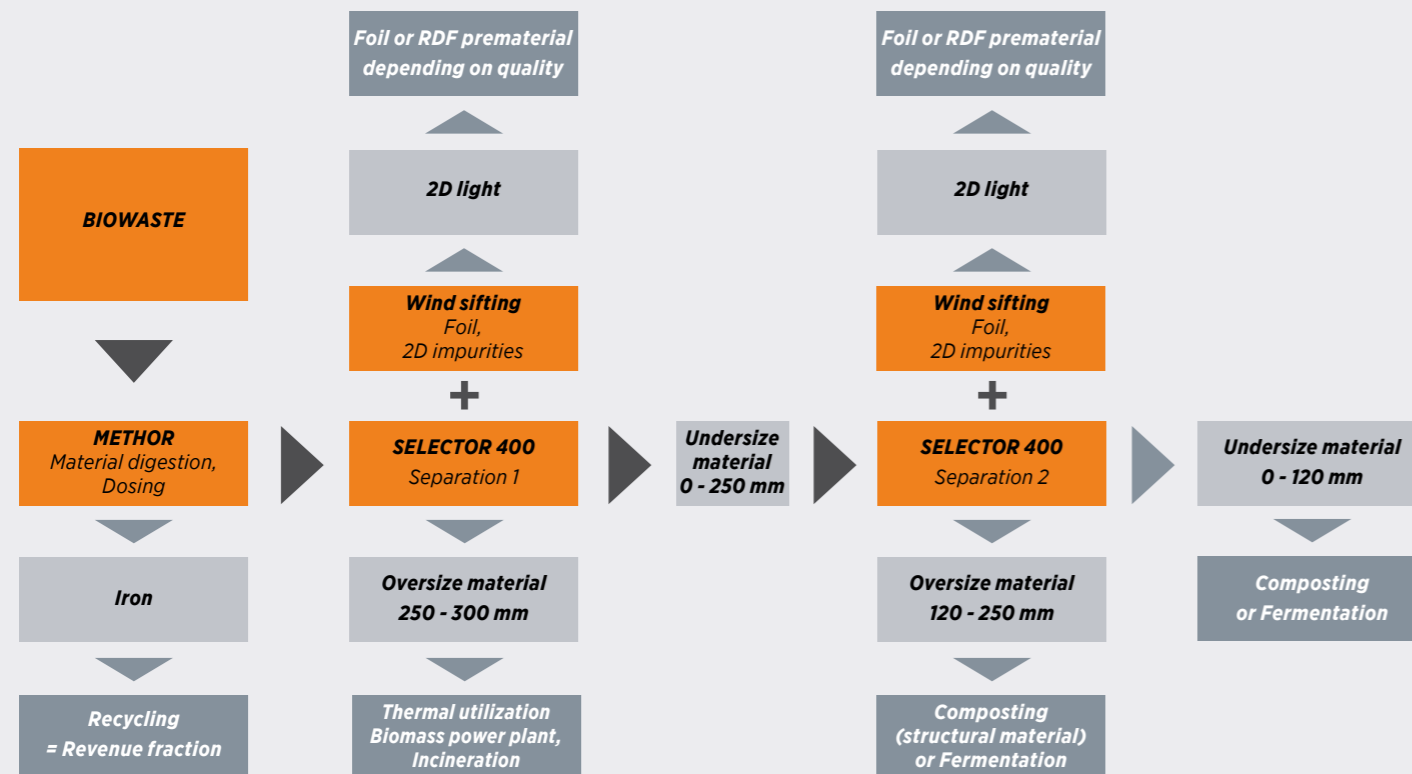 Foil or RDF prematerial
depending on quality
Foil or RDF prematerial
depending on quality
BIOWASTE
2D light
2D light
Wind sifting
Foil,
2D impurities
Wind sifting
Foil,
2D impurities
+
+
METHOR
Material digestion,
Dosing
SELECTOR 400
Separation 1
Undersize
material
0 - 250 mm
SELECTOR 400
Separation 2
Undersize material
0 - 120 mm
Iron
Oversize material
250 - 300 mm
Oversize material
120 - 250 mm
Composting
or Fermentation
Recycling
= Revenue fraction
Thermal utilization
Biomass power plant,
Incineration
Composting
(structural material)
or Fermentation